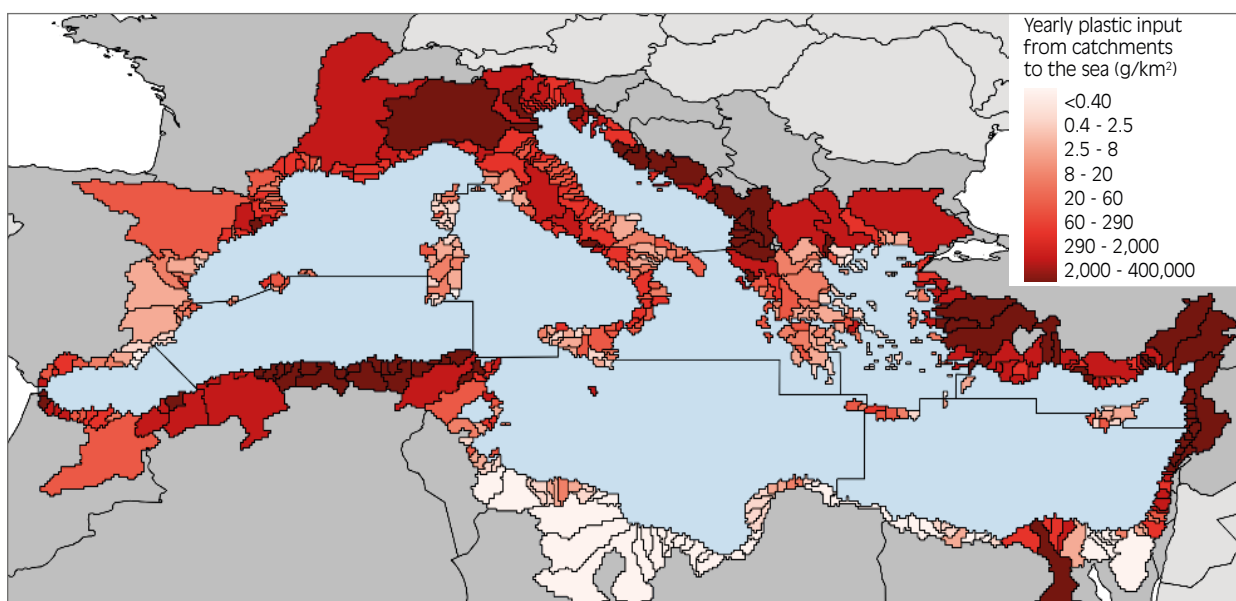 Yearly plastic input
from catchments
to the sea (g/km²)
<0.40
0.4 - 2.5
2.5 - 8
8 - 20
20 - 60
60 - 290
290 - 2,000
2,000 - 400,000